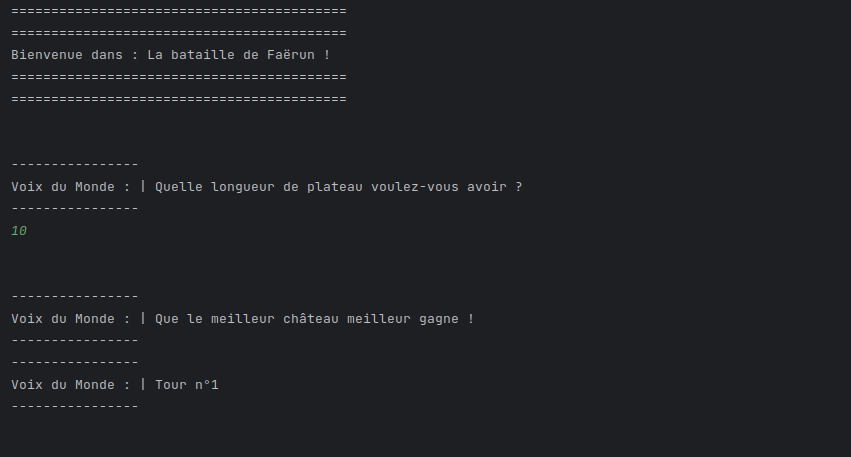 ==========================================
==========================================
Bienvenue dans : La bataille de Faërun !
==========================================
==========================================
----------------
Voix du Monde : | Quelle longueur de plateau voulez-vous avoir ?
----------------
10
----------------
Voix du Monde : | Que le meilleur château meilleur gagne !
----------------
----------------
Voix du Monde : | Tour n°1
----------------